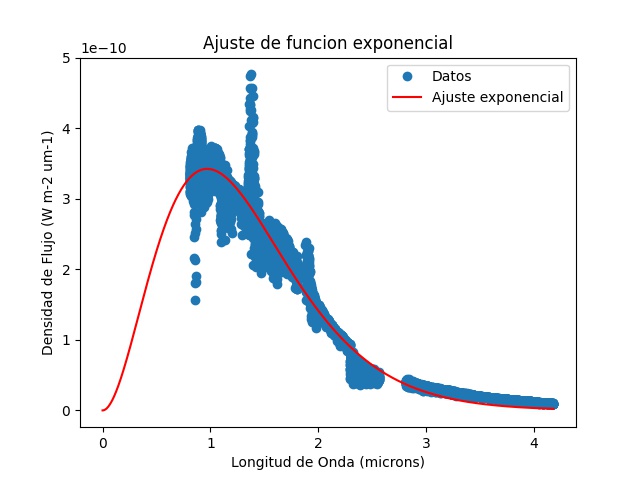 Ajuste de funcion exponencial
1e−10
5
4
3
2
1
0
Densidad de Flujo (W m-2 um-1)
Datos
Ajuste exponencial
0 1 2 3 4
Longitud de Onda (microns)